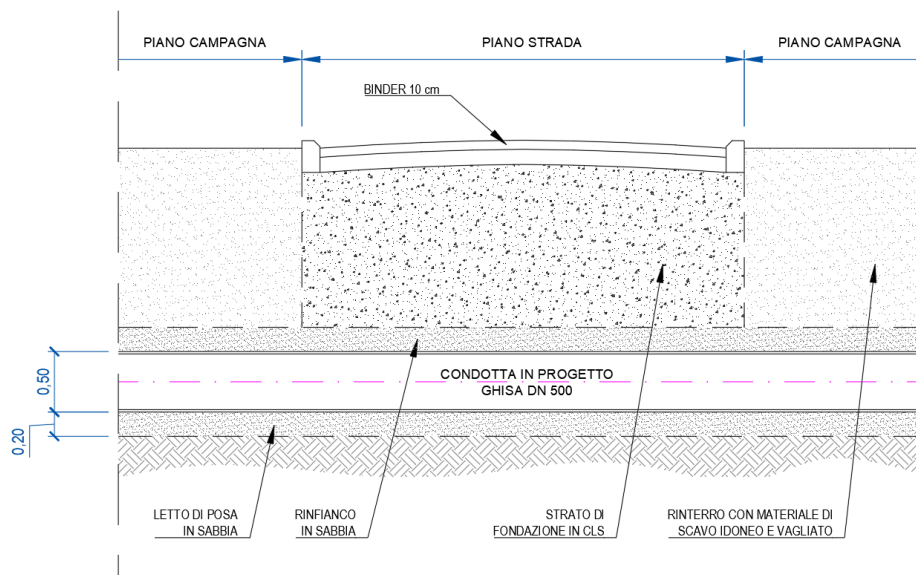 PIANO CAMPAGNA
PIANO STRADA
PIANO CAMPAGNA
BINDER 10 cm
0,50
0,20
CONDOTTA IN PROGETTO
GHISA DN 500
LETTO DI POSA
IN SABBIA
RINFIANCO
IN SABBIA
STRATO DI
FONDAZIONE IN CLS
RINTERRO CON MATERIALE DI
SCAVO IDONEO E VAGLIATO